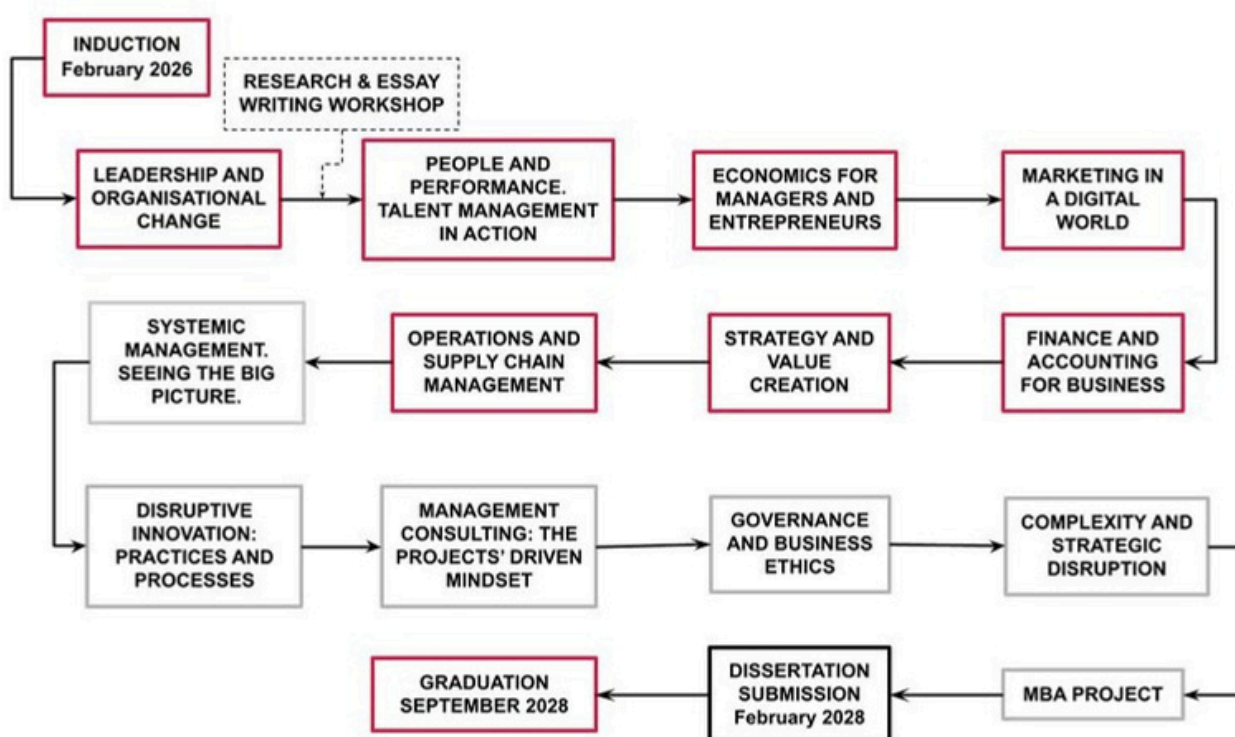 INDUCTION
February 2026
RESEARCH & ESSAY
WRITING WORKSHOP
LEADERSHIP AND
ORGANISATIONAL
CHANGE
PEOPLE AND
PERFORMANCE.
TALENT MANAGEMENT
IN ACTION
ECONOMICS FOR
MANAGERS AND
ENTREPRENEURS
MARKETING IN
A DIGITAL
WORLD
FINANCE AND
ACCOUNTING
FOR BUSINESS
STRATEGY AND
VALUE
CREATION
OPERATIONS AND
SUPPLY CHAIN
MANAGEMENT
SYSTEMIC
MANAGEMENT.
SEEING THE BIG
PICTURE.
DISRUPTIVE
INNOVATION:
PRACTICES AND
PROCESSES
MANAGEMENT
CONSULTING: THE
PROJECTS’ DRIVEN
MINDSET
GOVERNANCE
AND BUSINESS
ETHICS
COMPLEXITY AND
STRATEGIC
DISRUPTION
MBA PROJECT
DISSERTATION
SUBMISSION
February 2028
GRADUATION
SEPTEMBER 2028